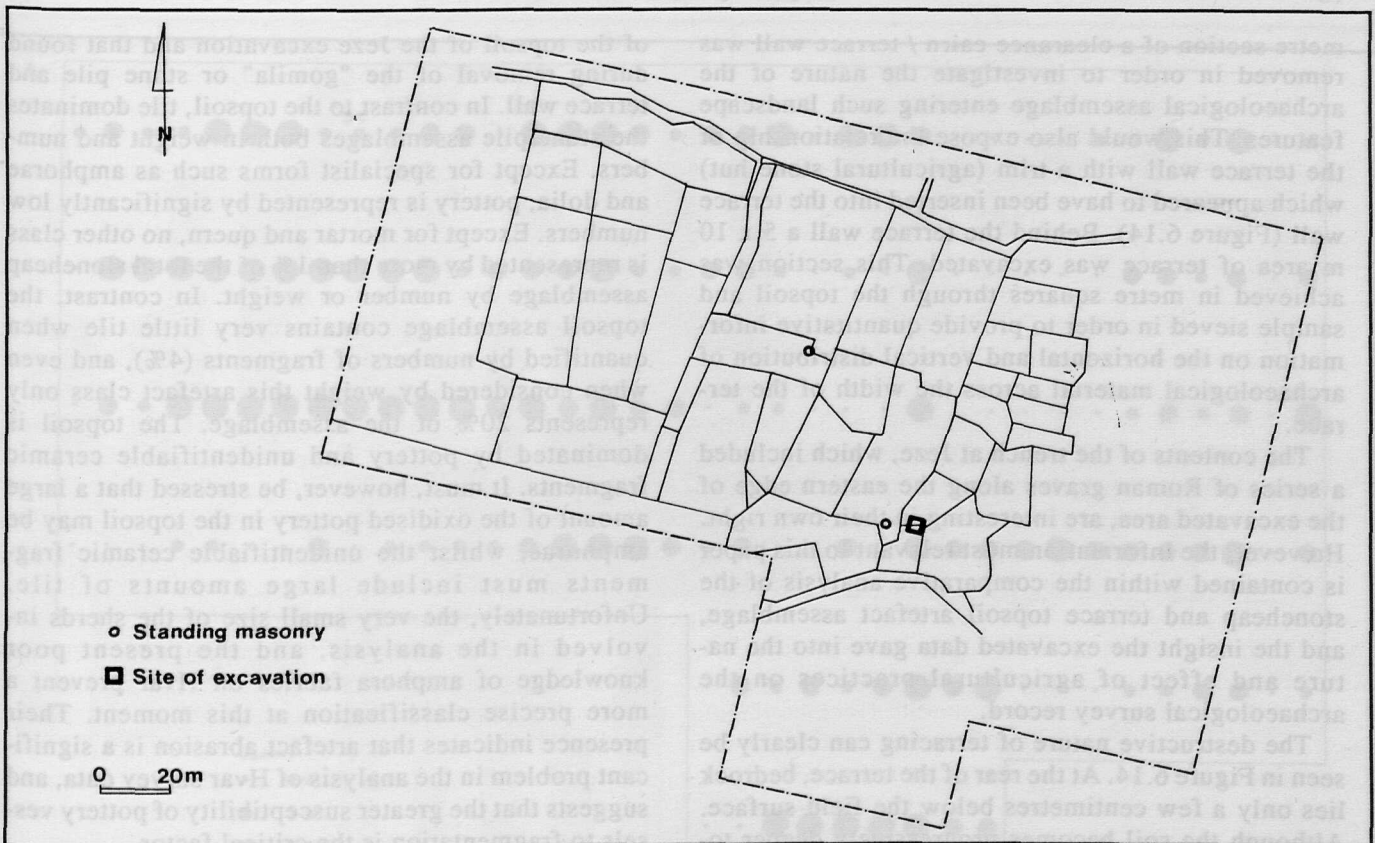 N
metre section of a clearance cairn / terrace wall was
removed in order to investigate the nature of the
archaeological assemblage entering such landscape
features. This would also expose the relationship of
the terrace wall with a trim (agricultural stone hut)
which appeared to have been inserted into the terrace
wall (Figure 6.14). Behind the terrace wall a 10
m area of terrace was excavated. This section was
achieved in metre squares through the topsoil and
sample sieved in order to provide quantitative infor-
mation on the horizontal and vertical distribution of
archaeological material across the width of the ter-
race.
The contents of the trench at Jeze, which included
a series of Roman graves along the eastern edge of
the excavated area, are interesting in their own right.
However, the information most relevant to this paper
is contained within the comparative analysis of the
stoneheap and terrace topsoil artefact assemblage,
and the insight the excavated data gave into the na-
ture and effect of agricultural practices on the
archaeological survey record.
The destructive nature of terracing can clearly be
seen in Figure 6.14. At the rear of the terrace, bedrock
lies only a few centimetres below the field surface.
Although the soil becomes
of the topsoil of the Jeze excavation and that found
during removal of the "gomila" or stone pile and
terrace wall. In contrast to the topsoil, tile dominates
the stonepile assemblages both in weight and num-
bers. Except for specialist forms such as amphorae
and dolia, pottery is represented by significantly low
numbers. Except for mortar and quern, no other class
is represented by more than 1% of the total stoneheap
assemblage by number or weight. In contrast, the
topsoil assemblage contains very little tile when
quantified by numbers of fragments (4%), and even
when considered by weight this artefact class only
represents 20% of the assemblage. The topsoil is
dominated by pottery and unidentifiable ceramic
fragments. It must, however, be stressed that a large
amount of the oxidised pottery in the topsoil may be
amphorae, whilst the unidentifiable ceramic frag-
ments must include large amounts of tile.
Unfortunately, the very small size of the sherds in-
volved in the analysis, and the present poor
knowledge of amphora fabrics on Hvar prevent a
more precise classification at this moment. Their
presence indicates that artefact abrasion is a signifi-
cant problem in the analysis of Hvar survey data, and
suggests that the greater susceptibility of pottery ves-
sels to fragmentation is the critical factor.
Standing masonry
Site of excavation
0 20m